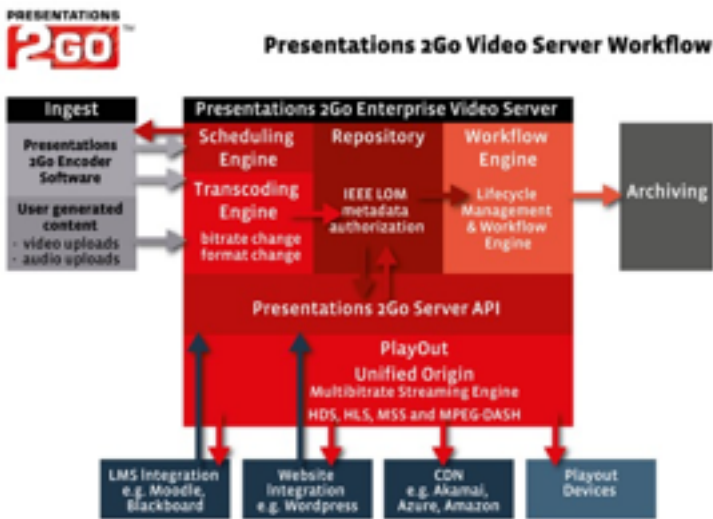 PRESENTATIONS
2GO
Presentations 2Go Video Server Workflow
Ingest
Presentations
2Go Encoder
Software
User generated
content
- video uploads
- audio uploads
Presentations 2Go Enterprise Video Server
Scheduling
Engine
Transcoding
Engine
bitrate change
format change
Repository
IEEE LOM
metadata
authorization
Workflow
Engine
Lifecycle
Management
& Workflow
Engine
Archiving
Presentations 2Go Server API
PlayOut
Unified Origin
Multibitrate Streaming Engine
HDS, HLS, MSS and MPEG-DASH
LMS Integration
e.g. Moodle,
Blackboard
Website
Integration
e.g. Wordpress
CDN
e.g. Akamai,
Azure, Amazon
Playout
Devices